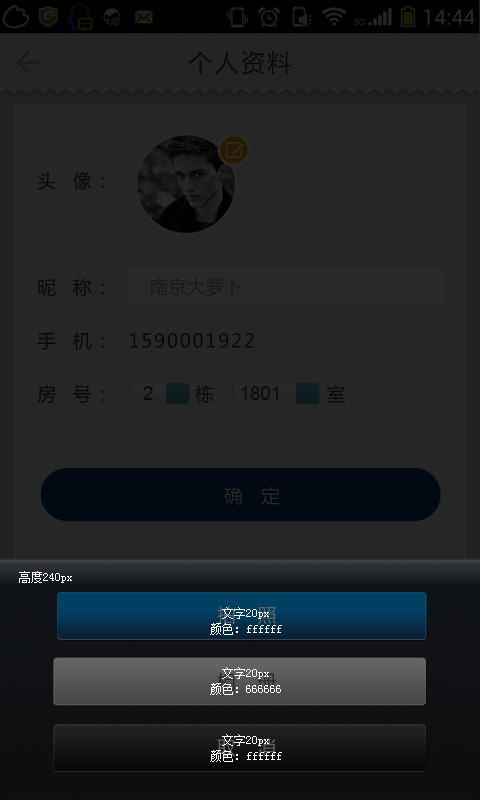 3G 14:44
个人资料
头 像：
昵 称： 南京大萝卜
手 机： 1590001922
房 号： 2 栋 1801 室
确 定
高度240px
文字20px
颜色: ffffff
文字20px
颜色: 666666
文字20px
颜色: ffffff